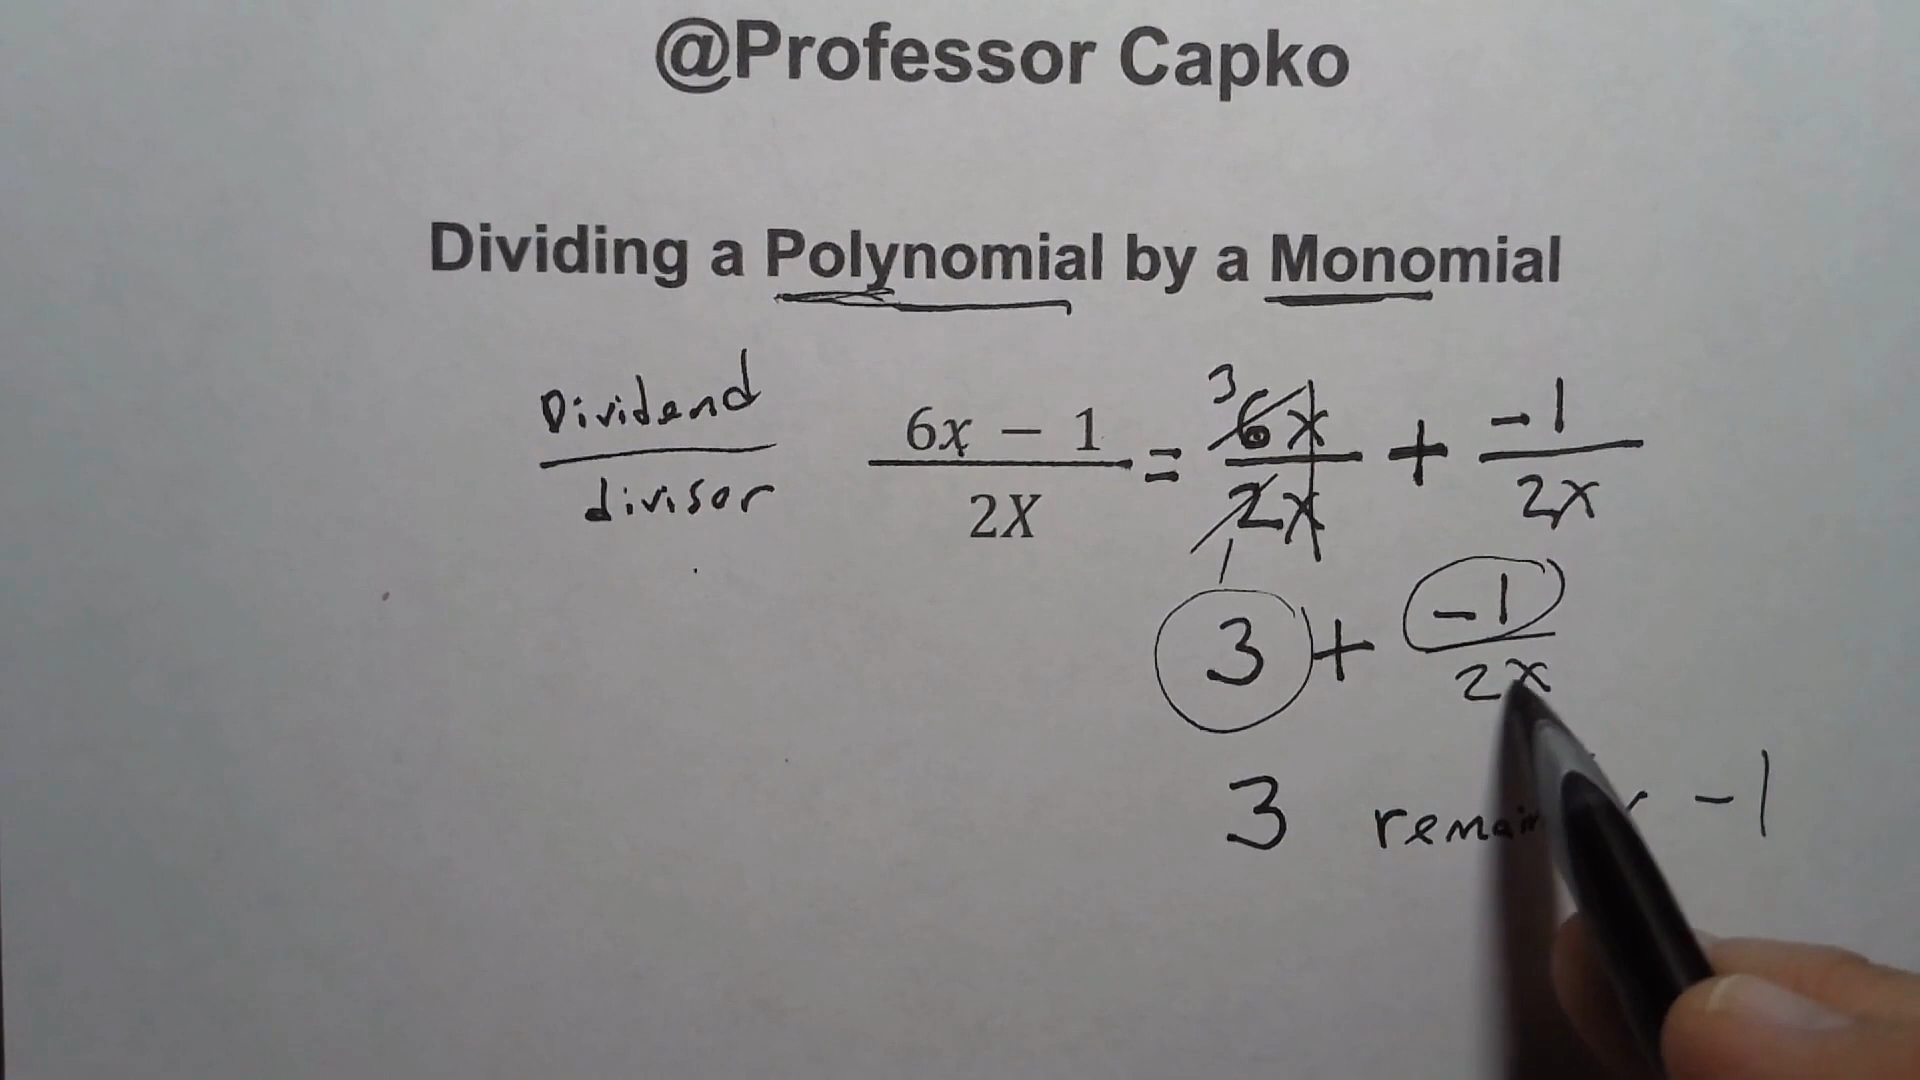 @Professor Capko
Dividing a Polynomial by a Monomial
Dividend
divisor
6x − 1
2X
=
3
6x
2x
1
+
-1
2x
3 + -1
2x
3 -1